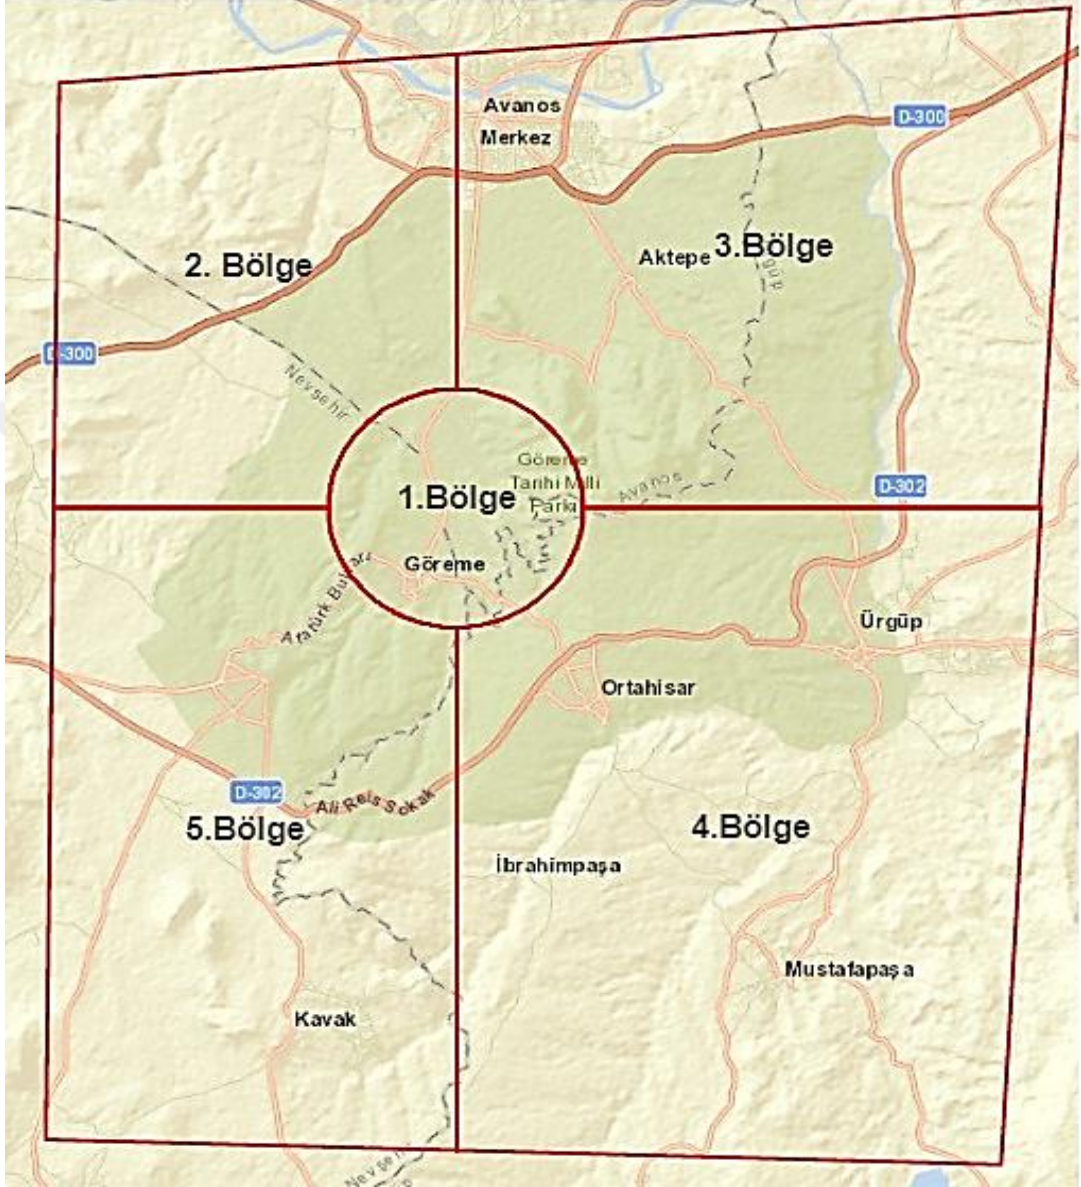 Avanos
Merkez
D-300
2. Bölge
Aktepe
3.Bölge
D-300
Nevşehir
Göreme
Tarihi Milli
Parkı
1.Bölge
Avanos
D-302
Göreme
Atatürk Bulvarı
Ürgüp
Ortahisar
D-302
Ali Reis Sokak
5.Bölge
4.Bölge
İbrahimpaşa
Mustafapaşa
Kavak